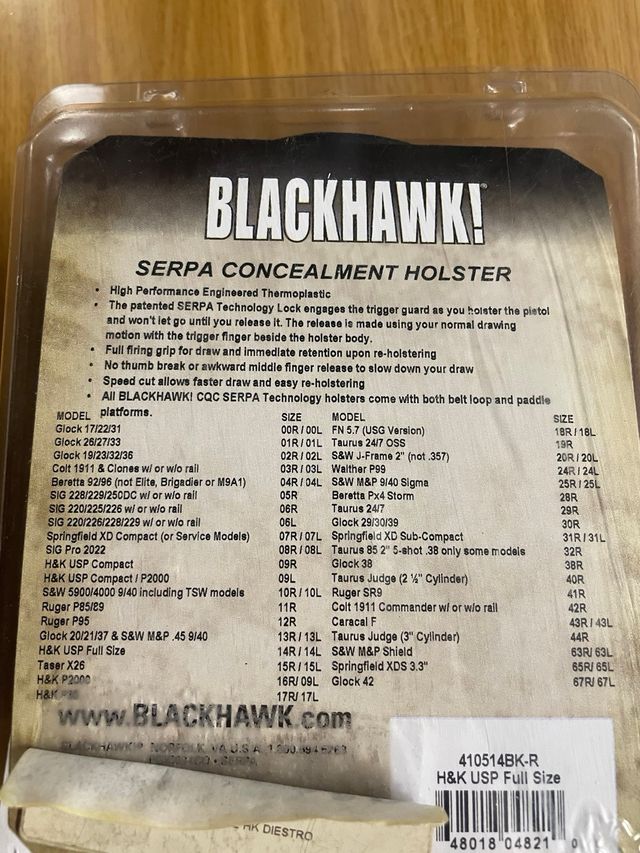 BLACKHAWK!®
SERPA CONCEALMENT HOLSTER
• High Performance Engineered Thermoplastic
• The patented SERPA Technology Lock engages the trigger guard as you holster the pistol
and won't let go until you release it. The release is made using your normal drawing
motion with the trigger finger beside the holster body.
• Full firing grip for draw and immediate retention upon re-holstering
• No thumb break or awkward middle finger release to slow down your draw
• Speed cut allows faster draw and easy re-holstering
• All BLACKHAWK! CQC SERPA Technology holsters come with both belt loop and paddle
platforms.
MODEL SIZE MODEL SIZE
Glock 17/22/31 00R / 00L FN 5.7 (USG Version) 18R / 18L
Glock 26/27/33 01R / 01L Taurus 24/7 OSS 19R
Glock 19/23/32/36 02R / 02L S&W J-Frame 2" (not .357) 20R / 20L
Colt 1911 & Clones w/ or w/o rail 03R / 03L Walther P99 24R / 24L
Beretta 92/96 (not Elite, Brigadier or M9A1) 04R / 04L S&W M&P 9/40 Sigma 25R / 25L
SIG 228/229/250DC w/ or w/o rail 05R Beretta Px4 Storm 28R
SIG 220/225/226 w/ or w/o rail 06R Taurus 24/7 29R
SIG 220/226/228/229 w/ or w/o rail 06L Glock 29/30/39 30R
Springfield XD Compact (or Service Models) 07R / 07L Springfield XD Sub-Compact 31R / 31L
SIG Pro 2022 08R / 08L Taurus 85 2" 5-shot .38 only some models 32R
H&K USP Compact 09R Glock 38 38R
H&K USP Compact / P2000 09L Taurus Judge (2 ½" Cylinder) 40R
S&W 5900/4000 9/40 including TSW models 10R / 10L Ruger SR9 41R
Ruger P85/89 11R Colt 1911 Commander w/ or w/o rail 42R
Ruger P95 12R Caracal F 43R / 43L
Glock 20/21/37 & S&W M&P .45 9/40 13R / 13L Taurus Judge (3" Cylinder) 44R
H&K USP Full Size 14R / 14L S&W M&P Shield 63R/ 63L
Taser X26 15R / 15L Springfield XDS 3.3" 65R/ 65L
H&K P2000 16R/ 09L Glock 42 67R/ 67L
H&K 17R/ 17L
www.BLACKHAWK.com
BLACKHAWK!® NORFOLK, VA U.S.A. 1.800.694.5263
410514BK-R
H&K USP Full Size
HK DIESTRO
48018 04821 0